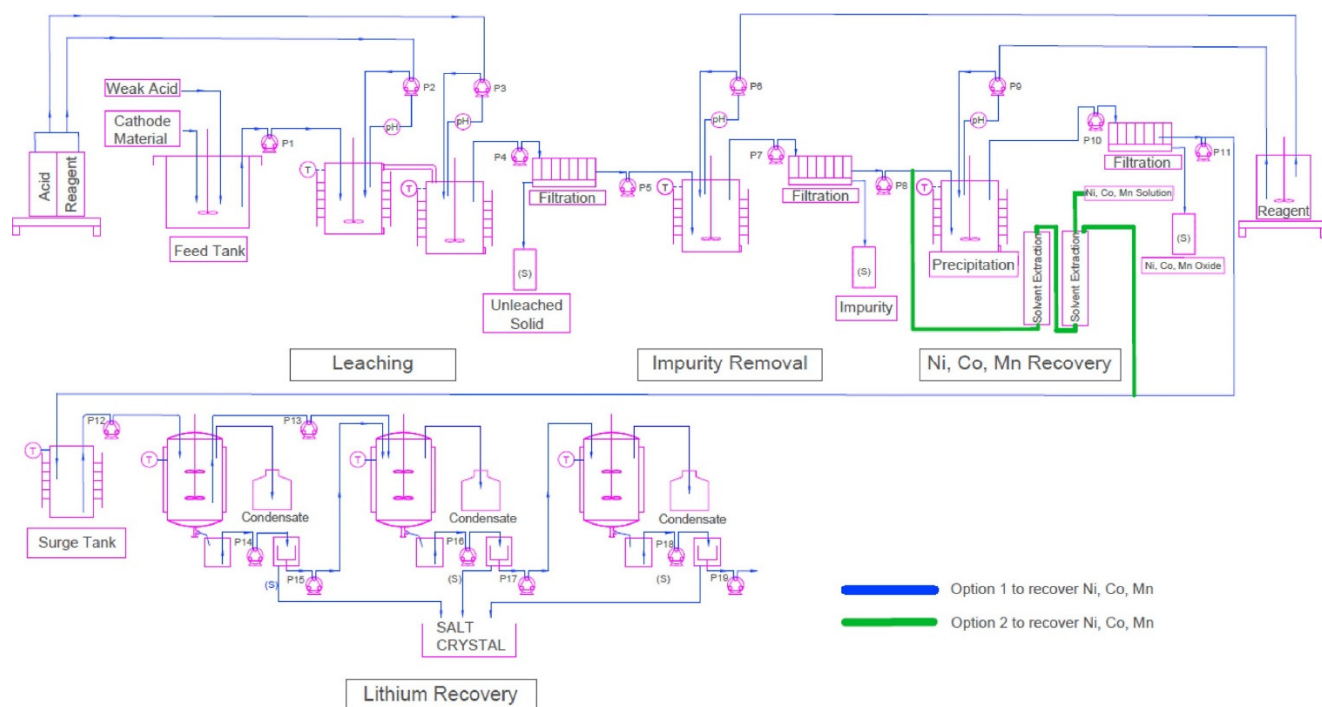 P2
P3
P6
P9
Weak Acid
Cathode
Material
pH
pH
pH
pH
P1
P4
P7
P10
P11
Acid
Reagent
T
T
T
T
Filtration
P5
Filtration
P8
Filtration
Ni, Co, Mn Solution
Reagent
Feed Tank
(S)
(S)
Precipitation
Solvent Extraction
Solvent Extraction
(S)
Ni, Co, Mn Oxide
Unleached
Solid
Impurity
Leaching
Impurity Removal
Ni, Co, Mn Recovery
P12
P13
T
T
T
T
Condensate
Condensate
Condensate
Surge Tank
P14
P16
P18
(S)
P15
(S)
P17
(S)
P19
SALT
CRYSTAL
Option 1 to recover Ni, Co, Mn
Option 2 to recover Ni, Co, Mn
Lithium Recovery